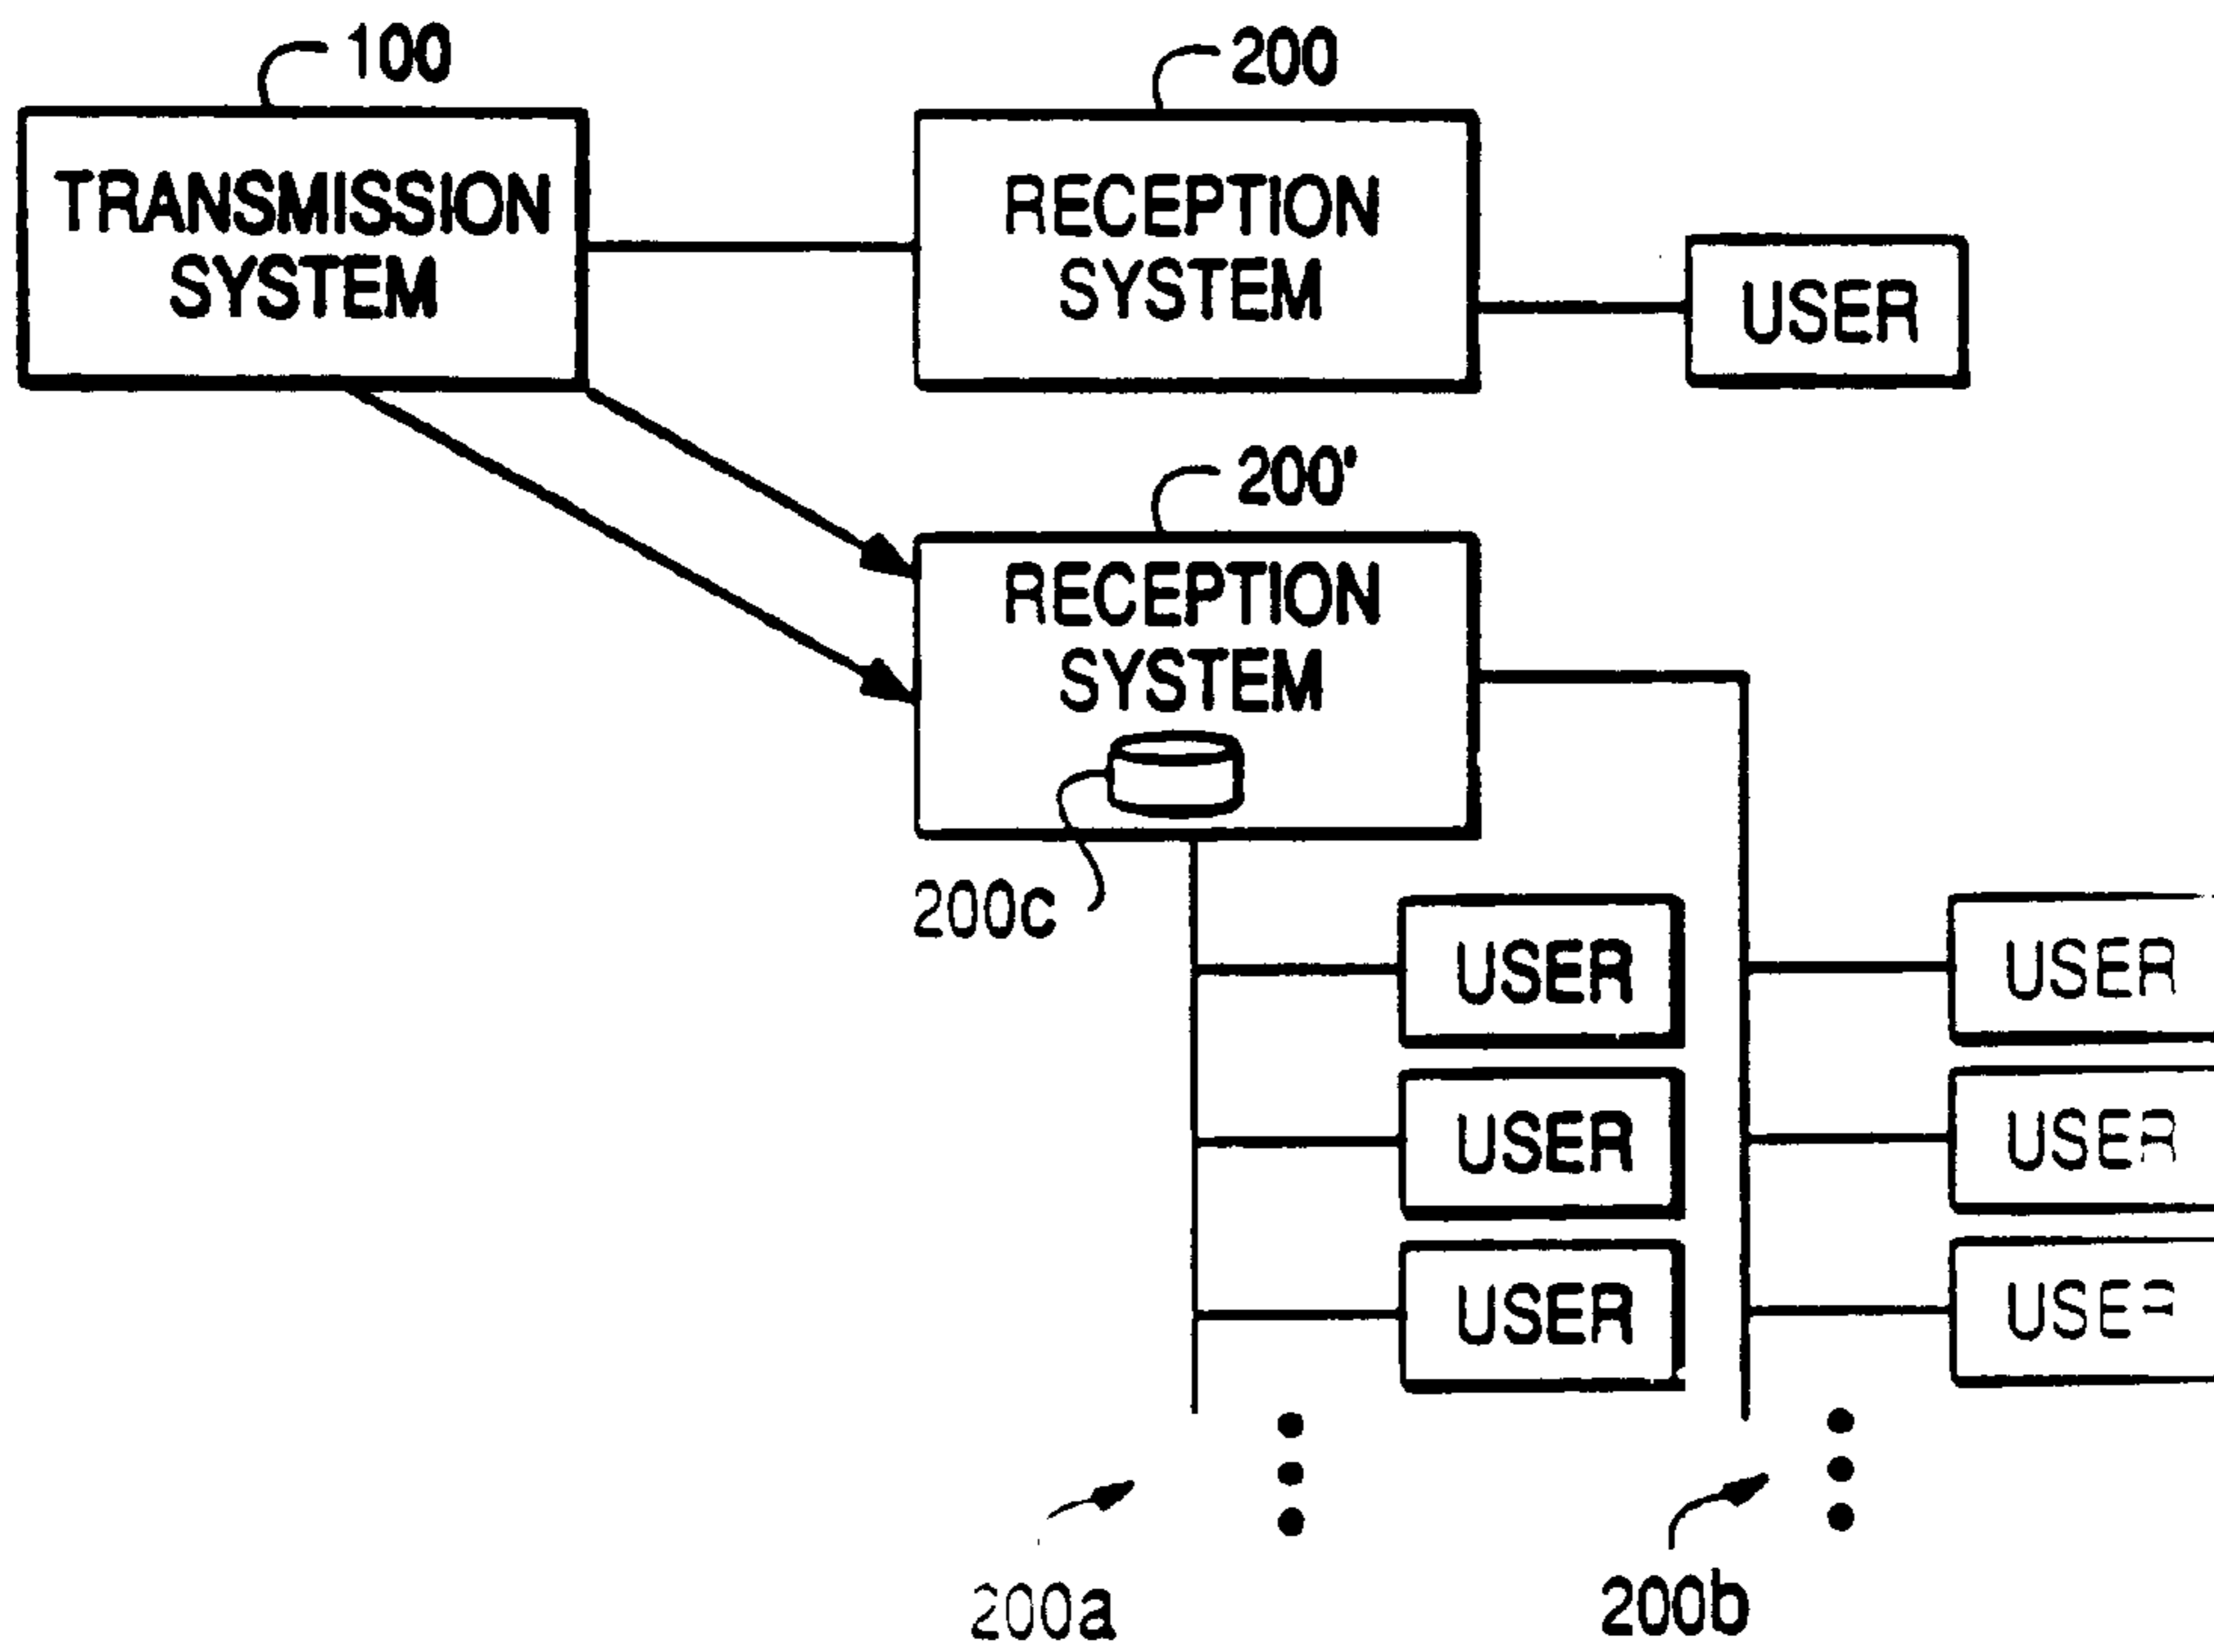 100
200
TRANSMISSION
SYSTEM
RECEPTION
SYSTEM
USER
200'
RECEPTION
SYSTEM
200c
USER
USER
USER
USER
USER
USER
200a
200b